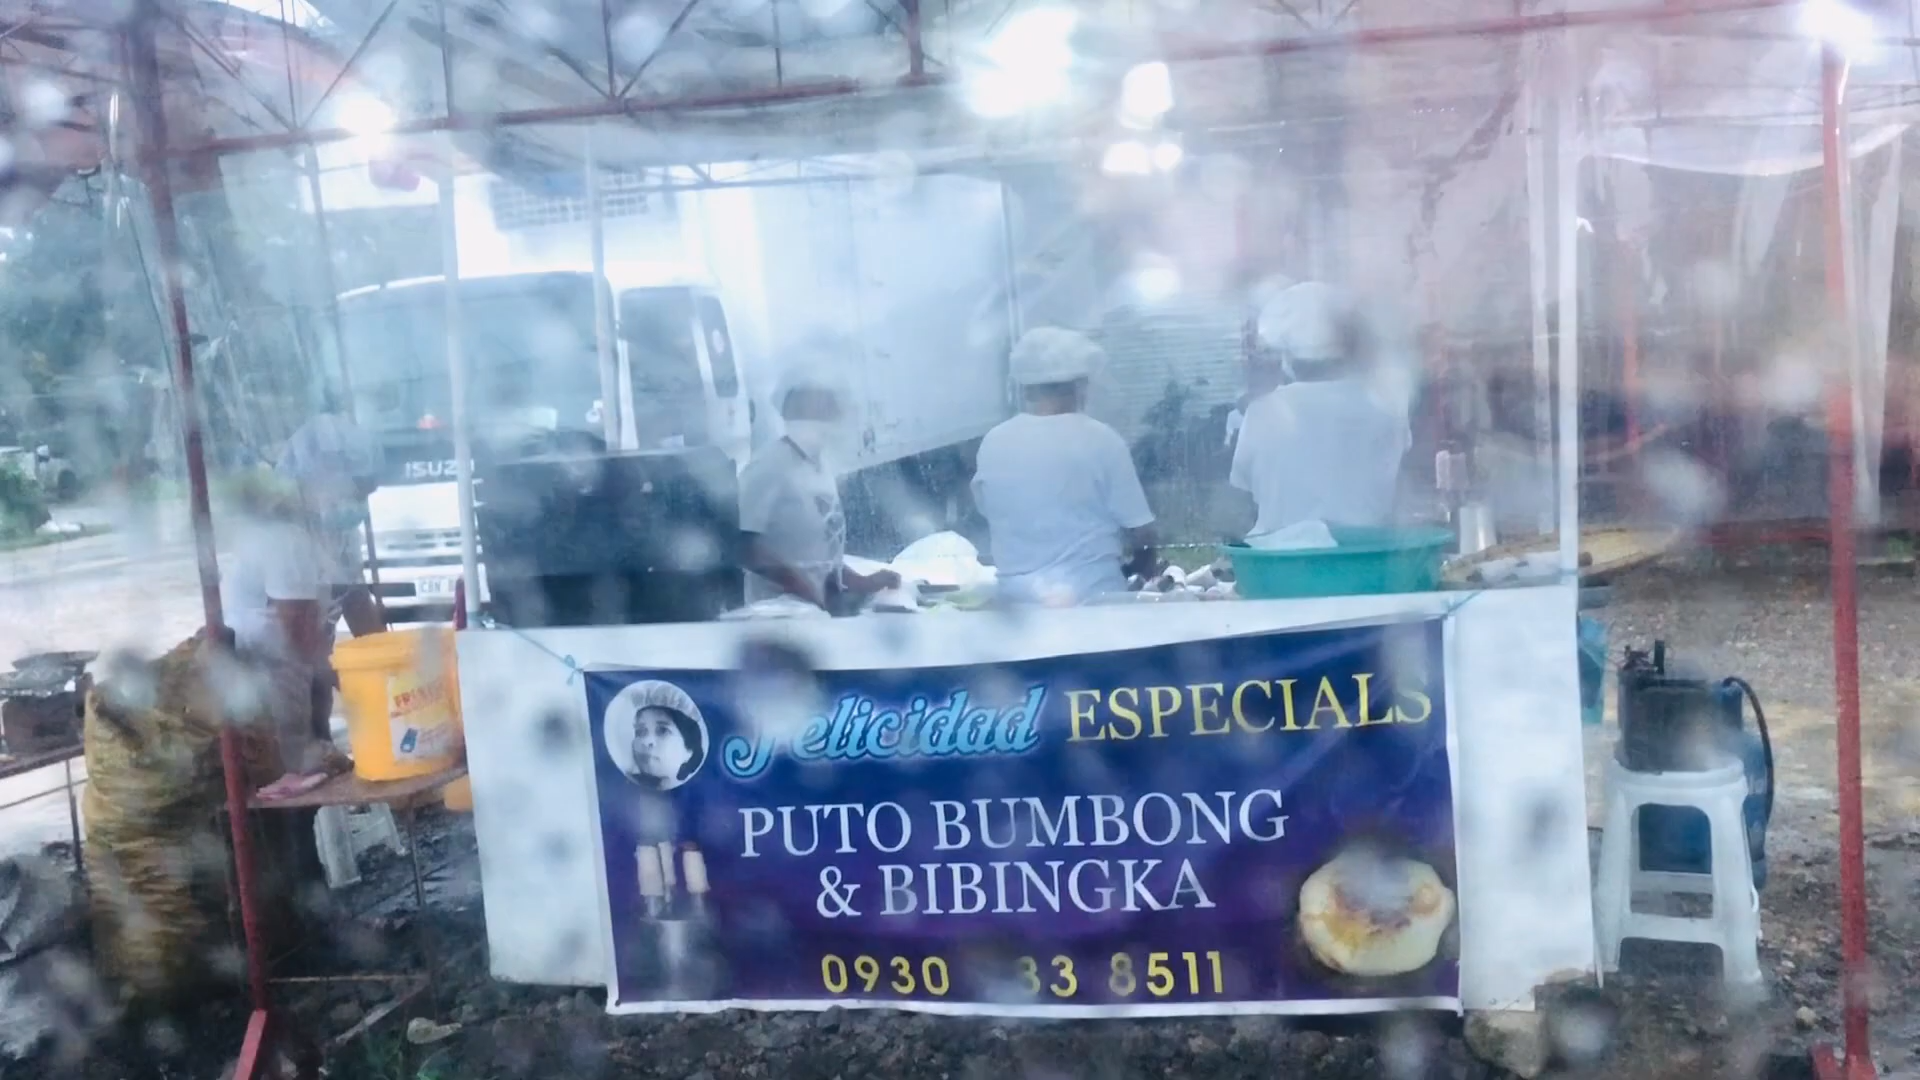 ISUZU
Felicidad ESPECIALS
PUTO BUMBONG
& BIBINGKA
0930 33 8511